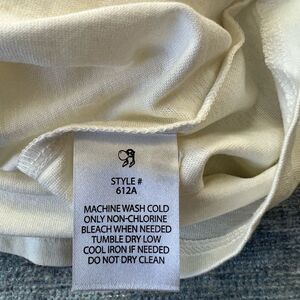 STYLE #
612A
MACHINE WASH COLD
ONLY NON-CHLORINE
BLEACH WHEN NEEDED
TUMBLE DRY LOW
COOL IRON IF NEEDED
DO NOT DRY CLEAN